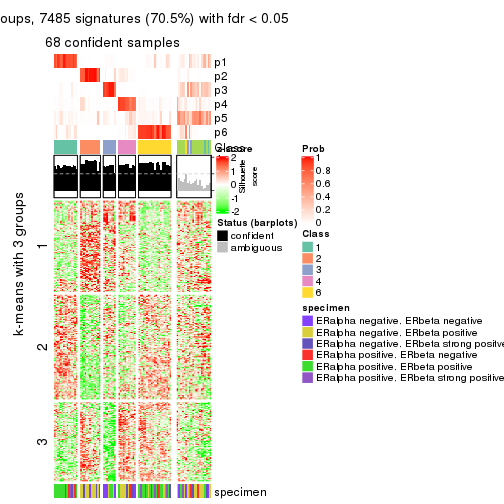 oups, 7485 signatures (70.5%) with fdr < 0.05
68 confident samples
p1
p2
p3
p4
p5
p6
Class
z-score
2
1
0
-1
-2
Silhouette
score
Status (barplots)
confident
ambiguous
Prob
1
0.8
0.6
0.4
0.2
0
Class
1
2
3
4
6
specimen
ERalpha negative. ERbeta negative
ERalpha negative. ERbeta positive
ERalpha negative. ERbeta strong positive
ERalpha positive. ERbeta negative
ERalpha positive. ERbeta positive
ERalpha positive. ERbeta strong positive
k-means with 3 groups
1
2
3
specimen